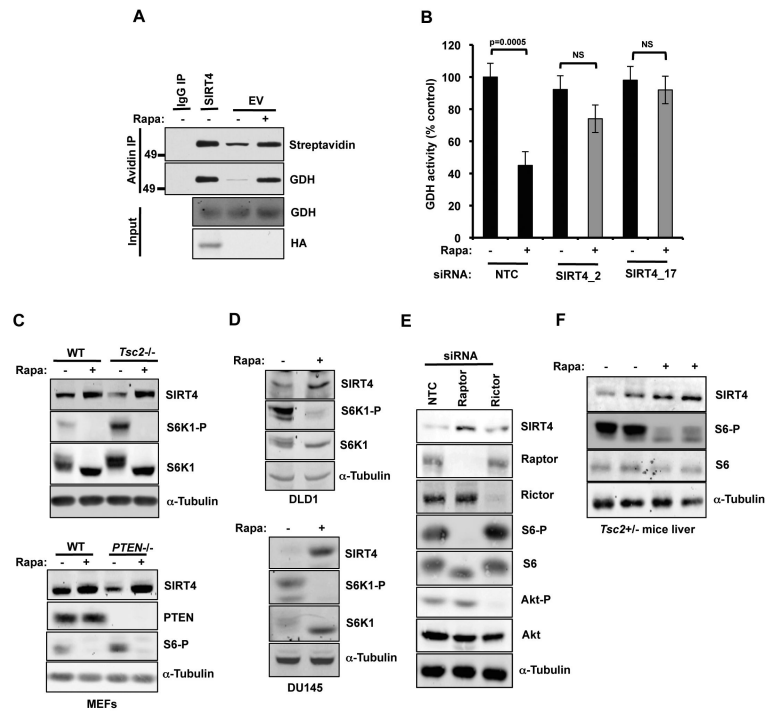 A
IgG IP
SIRT4
EV
Rapa: - - - +
Avidin IP
49
Streptavidin
49
GDH
Input
GDH
HA
B
GDH activity (% control)
120
100
80
60
40
20
0
p=0.0005
NS
NS
Rapa: - + - + - +
siRNA: NTC SIRT4_2 SIRT4_17
C
WT Tsc2-/-
Rapa: - + - +
SIRT4
S6K1-P
S6K1
α-Tubulin
WT PTEN-/-
Rapa: - + - +
SIRT4
PTEN
S6-P
α-Tubulin
MEFs
D
Rapa: - +
SIRT4
S6K1-P
S6K1
α-Tubulin
DLD1
Rapa: - +
SIRT4
S6K1-P
S6K1
α-Tubulin
DU145
E
siRNA
NTC
Raptor
Rictor
SIRT4
Raptor
Rictor
S6-P
S6
Akt-P
Akt
α-Tubulin
F
Rapa: - - + +
SIRT4
S6-P
S6
α-Tubulin
Tsc2+/- mice liver